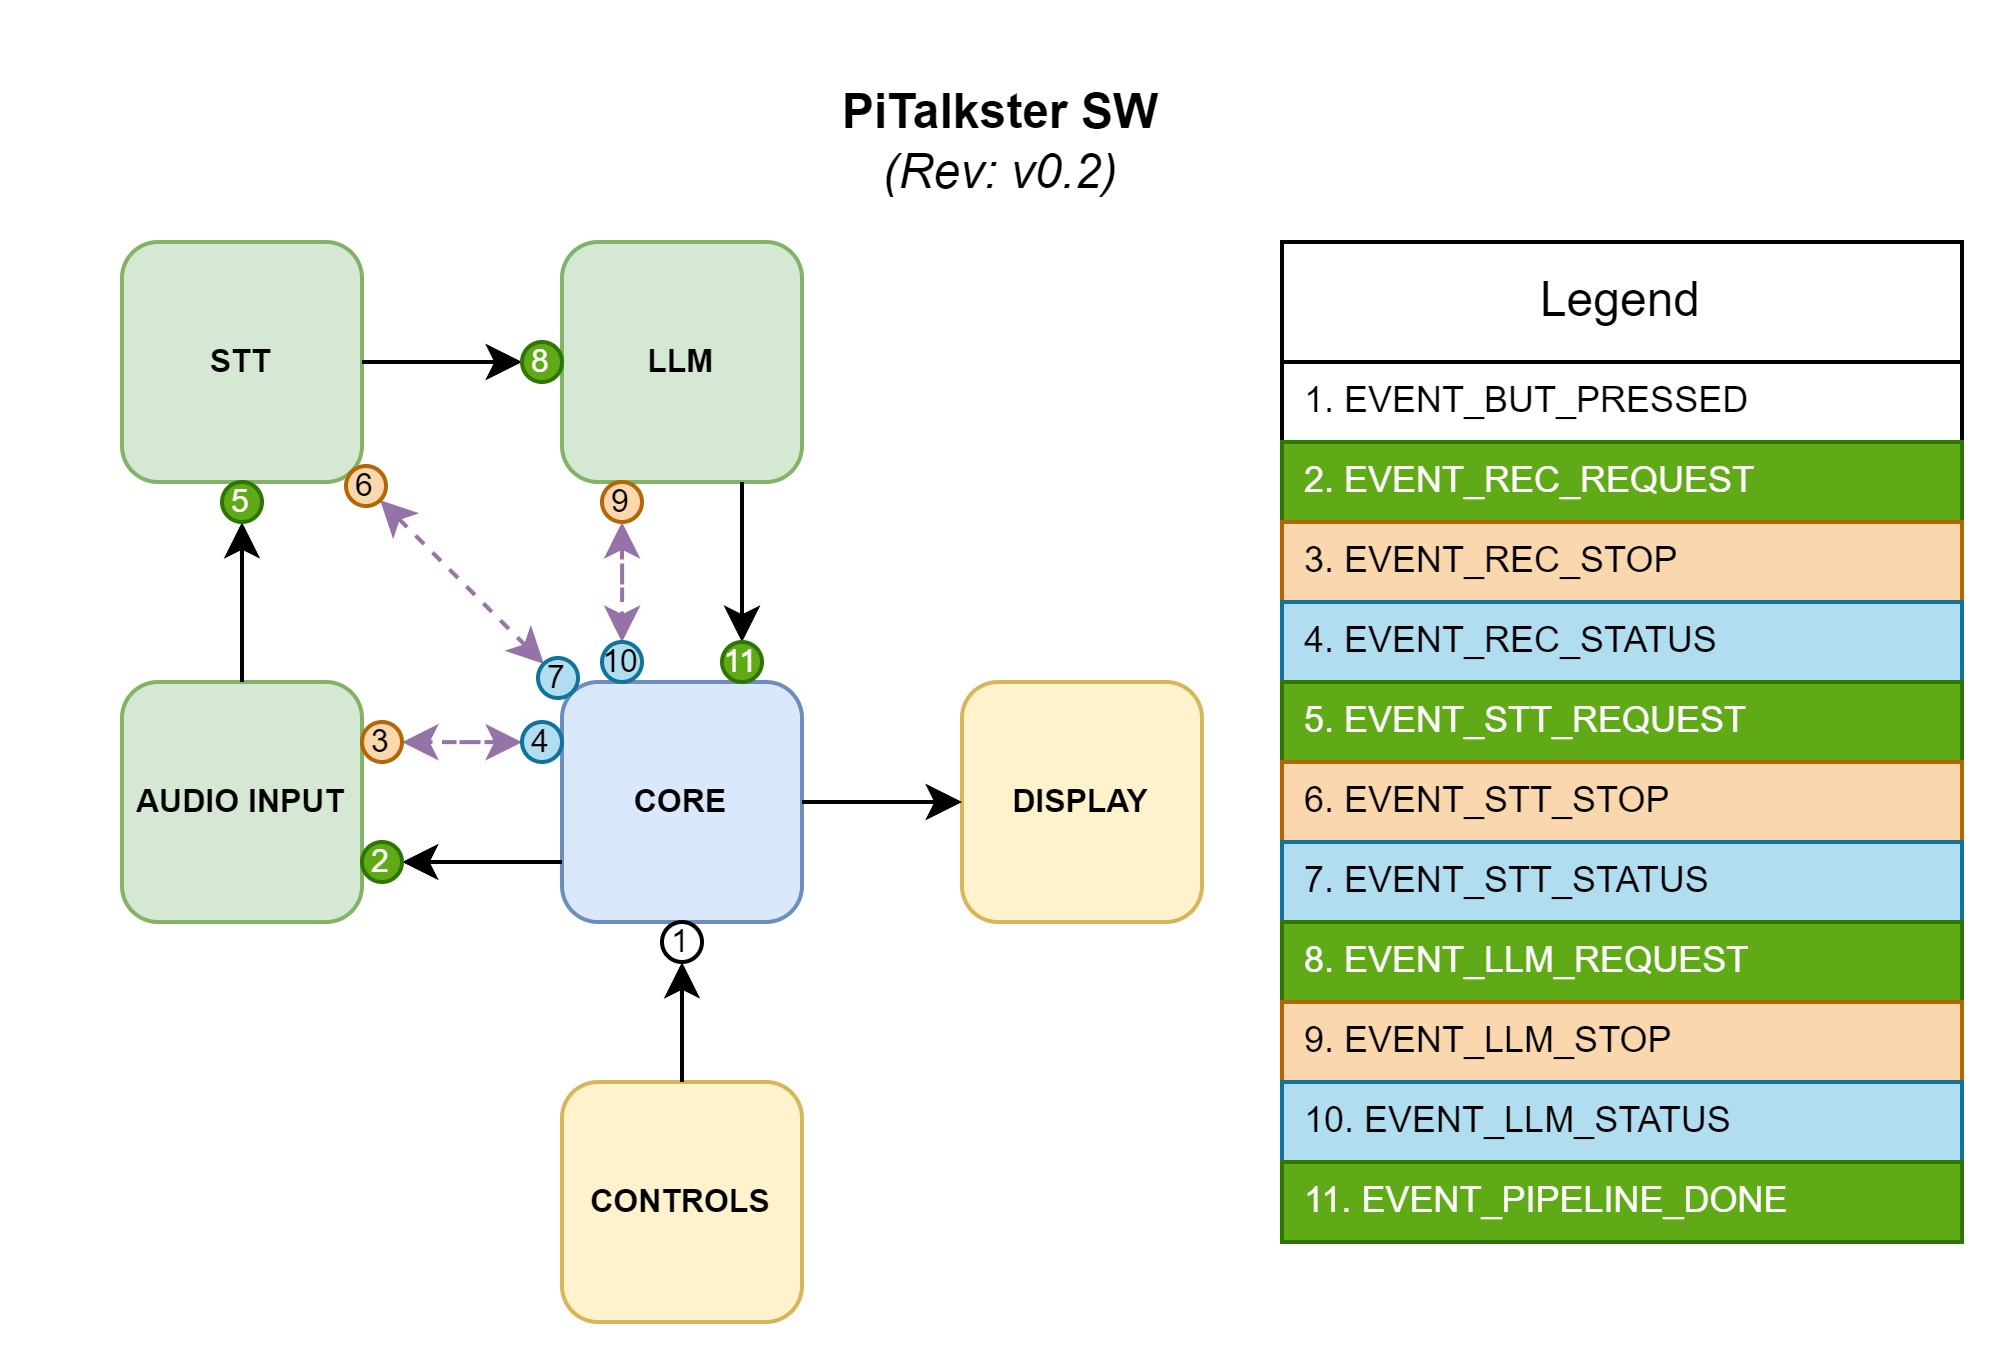 PiTalkster SW
(Rev: v0.2)
STT
LLM
8
6
5
9
7
10
11
3
4
AUDIO INPUT
CORE
DISPLAY
2
1
CONTROLS
Legend
1. EVENT_BUT_PRESSED
2. EVENT_REC_REQUEST
3. EVENT_REC_STOP
4. EVENT_REC_STATUS
5. EVENT_STT_REQUEST
6. EVENT_STT_STOP
7. EVENT_STT_STATUS
8. EVENT_LLM_REQUEST
9. EVENT_LLM_STOP
10. EVENT_LLM_STATUS
11. EVENT_PIPELINE_DONE